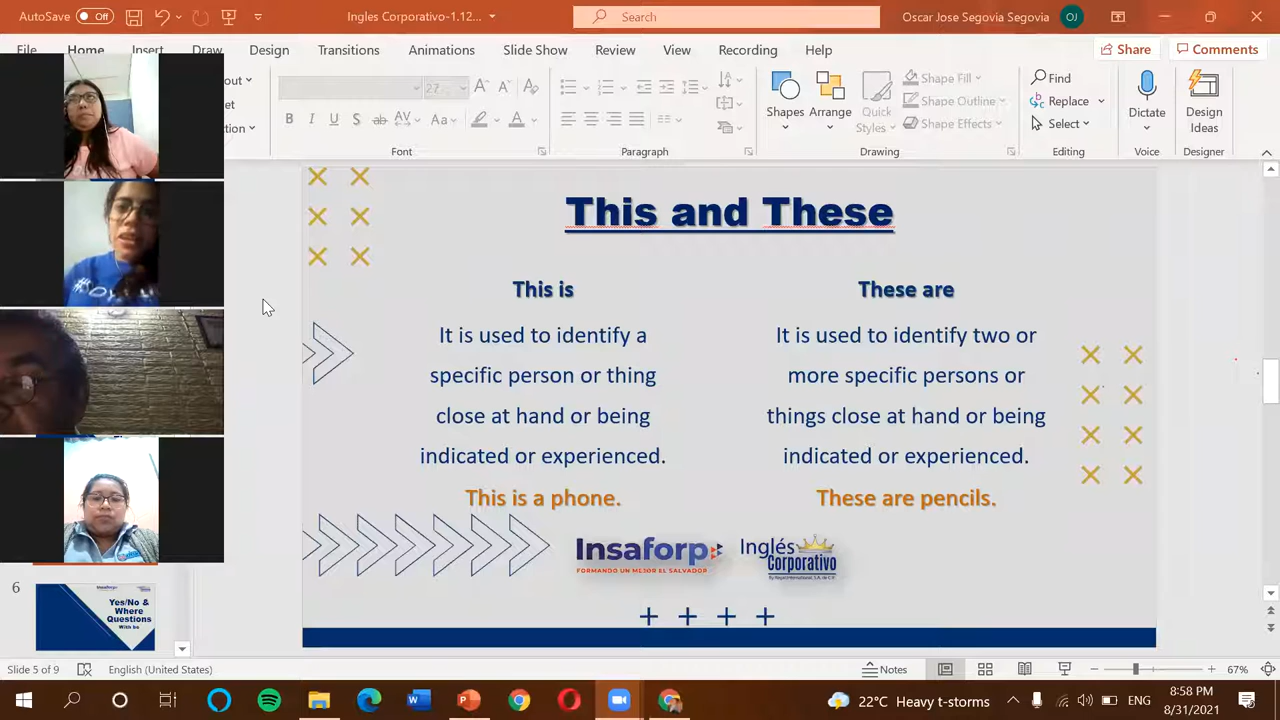 AutoSave Off Ingles Corporativo-1.12... Search Oscar Jose Segovia Segovia OJ
File Home Insert Draw Design Transitions Animations Slide Show Review View Recording Help Share Comments
Shape Fill
Shape Outline
Shape Effects
Shapes Arrange Quick Styles
Find
Replace
Select
Dictate
Design Ideas
Font Paragraph Drawing Editing Voice Designer
This and These
This is
It is used to identify a
specific person or thing
close at hand or being
indicated or experienced.
This is a phone.
These are
It is used to identify two or
more specific persons or
things close at hand or being
indicated or experienced.
These are pencils.
Insaforp
FORMANDO UN MEJOR EL SALVADOR
Inglés
Corporativo
6
Yes/No &
Where
Questions
With be
Slide 5 of 9 English (United States) Notes 67%
22°C Heavy t-storms ENG 8:58 PM
8/31/2021